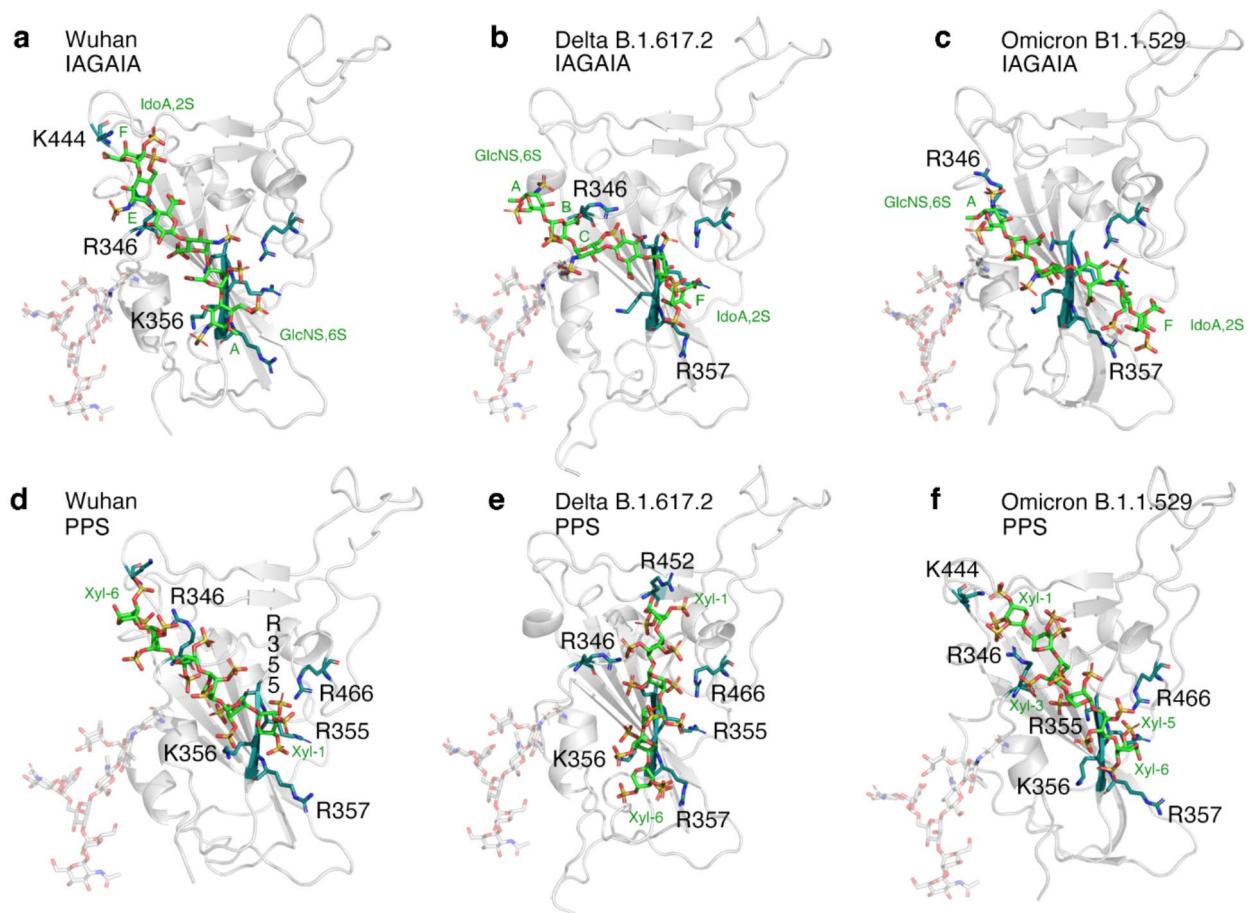 a
Wuhan
IAGAIA
IdoA,2S
K444
F
E
R346
K356
A
GlcNS,6S
b
Delta B.1.617.2
IAGAIA
GlcNS,6S
A
R346
B
C
F
IdoA,2S
R357
c
Omicron B1.1.529
IAGAIA
R346
GlcNS,6S
A
F
IdoA,2S
R357
d
Wuhan
PPS
Xyl-6
R346
R
3
5
5
R466
R355
Xyl-1
K356
R357
e
Delta B.1.617.2
PPS
R452
Xyl-1
R346
R466
R355
K356
Xyl-6
R357
f
Omicron B.1.1.529
PPS
K444
Xyl-1
R346
R466
Xyl-3
R355
Xyl-5
Xyl-6
K356
R357